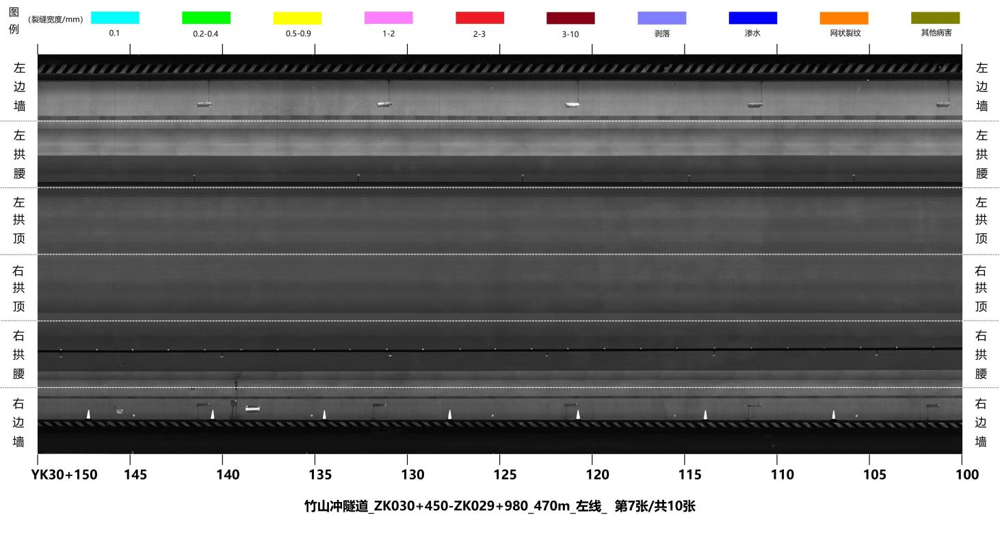 图例 (裂缝宽度/mm)
0.1 0.2-0.4 0.5-0.9 1-2 2-3 3-10 剥落 渗水 网状裂纹 其他病害
左边墙 左边墙
左拱腰 左拱腰
左拱顶 左拱顶
右拱顶 右拱顶
右拱腰 右拱腰
右边墙 右边墙
YK30+150 145 140 135 130 125 120 115 110 105 100
竹山冲隧道_ZK030+450-ZK029+980_470m_左线_ 第7张/共10张